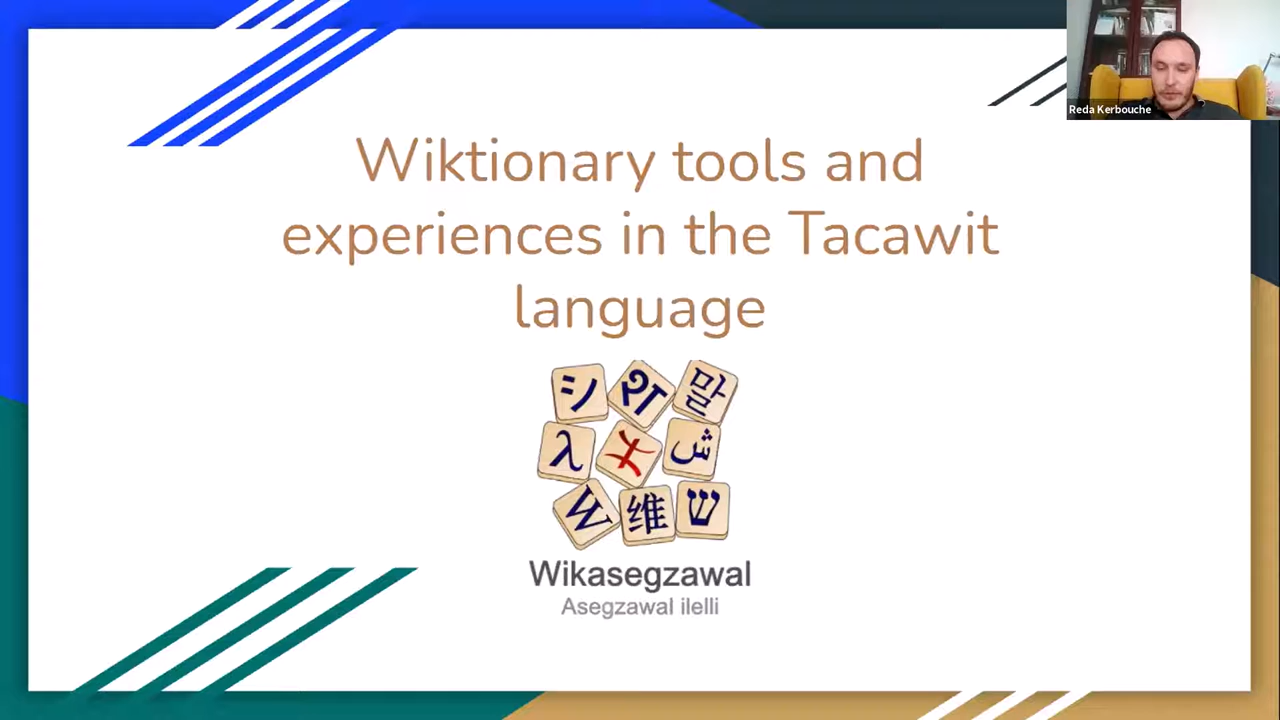 Reda Kerbouche
Wiktionary tools and
experiences in the Tacawit
language
シ श 말
λ ⵣ ش
W 维 ש
Wikasegzawal
Asegzawal ilelli